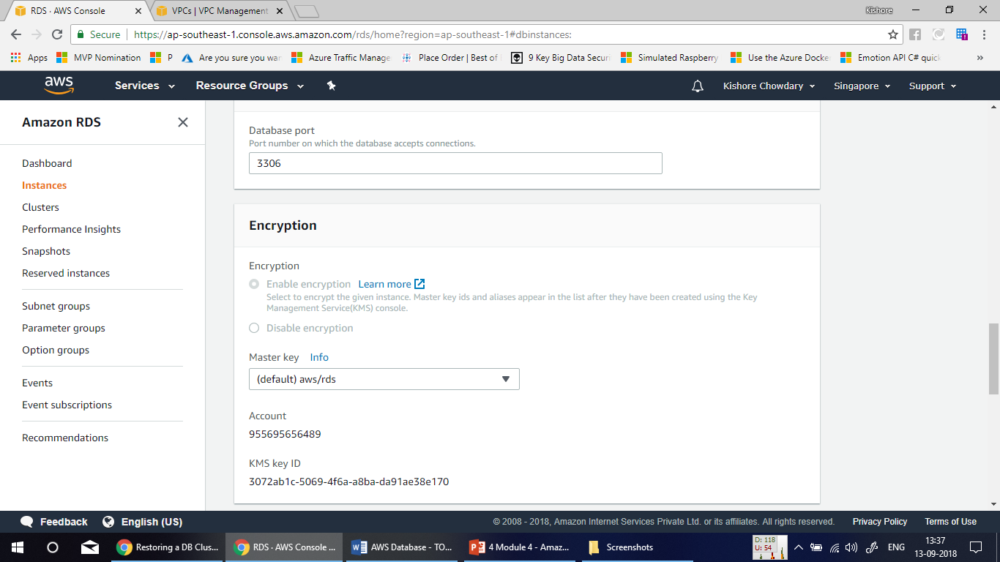 RDS · AWS Console
VPCs | VPC Management
Kishore
Secure
https://ap-southeast-1.console.aws.amazon.com/rds/home?region=ap-southeast-1#dbinstances:
Apps
MVP Nomination
P
Are you sure you wan
Azure Traffic Manage
Place Order | Best of
9 Key Big Data Securi
Simulated Raspberry
Use the Azure Docke
Emotion API C# quick
»
aws
Services
Resource Groups
Kishore Chowdary
Singapore
Support
Amazon RDS
Dashboard
Instances
Clusters
Performance Insights
Snapshots
Reserved instances
Subnet groups
Parameter groups
Option groups
Events
Event subscriptions
Recommendations
Database port
Port number on which the database accepts connections.
3306
Encryption
Encryption
Enable encryption Learn more
Select to encrypt the given instance. Master key ids and aliases appear in the list after they have been created using the Key
Management Service(KMS) console.
Disable encryption
Master key Info
(default) aws/rds
Account
955695656489
KMS key ID
3072ab1c-5069-4f6a-a8ba-da91ae38e170
Feedback
English (US)
© 2008 - 2018, Amazon Internet Services Private Ltd. or its affiliates. All rights reserved.
Privacy Policy
Terms of Use
Restoring a DB Clus...
RDS · AWS Console ...
AWS Database - TO...
4 Module 4 - Amaz...
Screenshots
D: 118
U: 54
ENG
13:37
13-09-2018